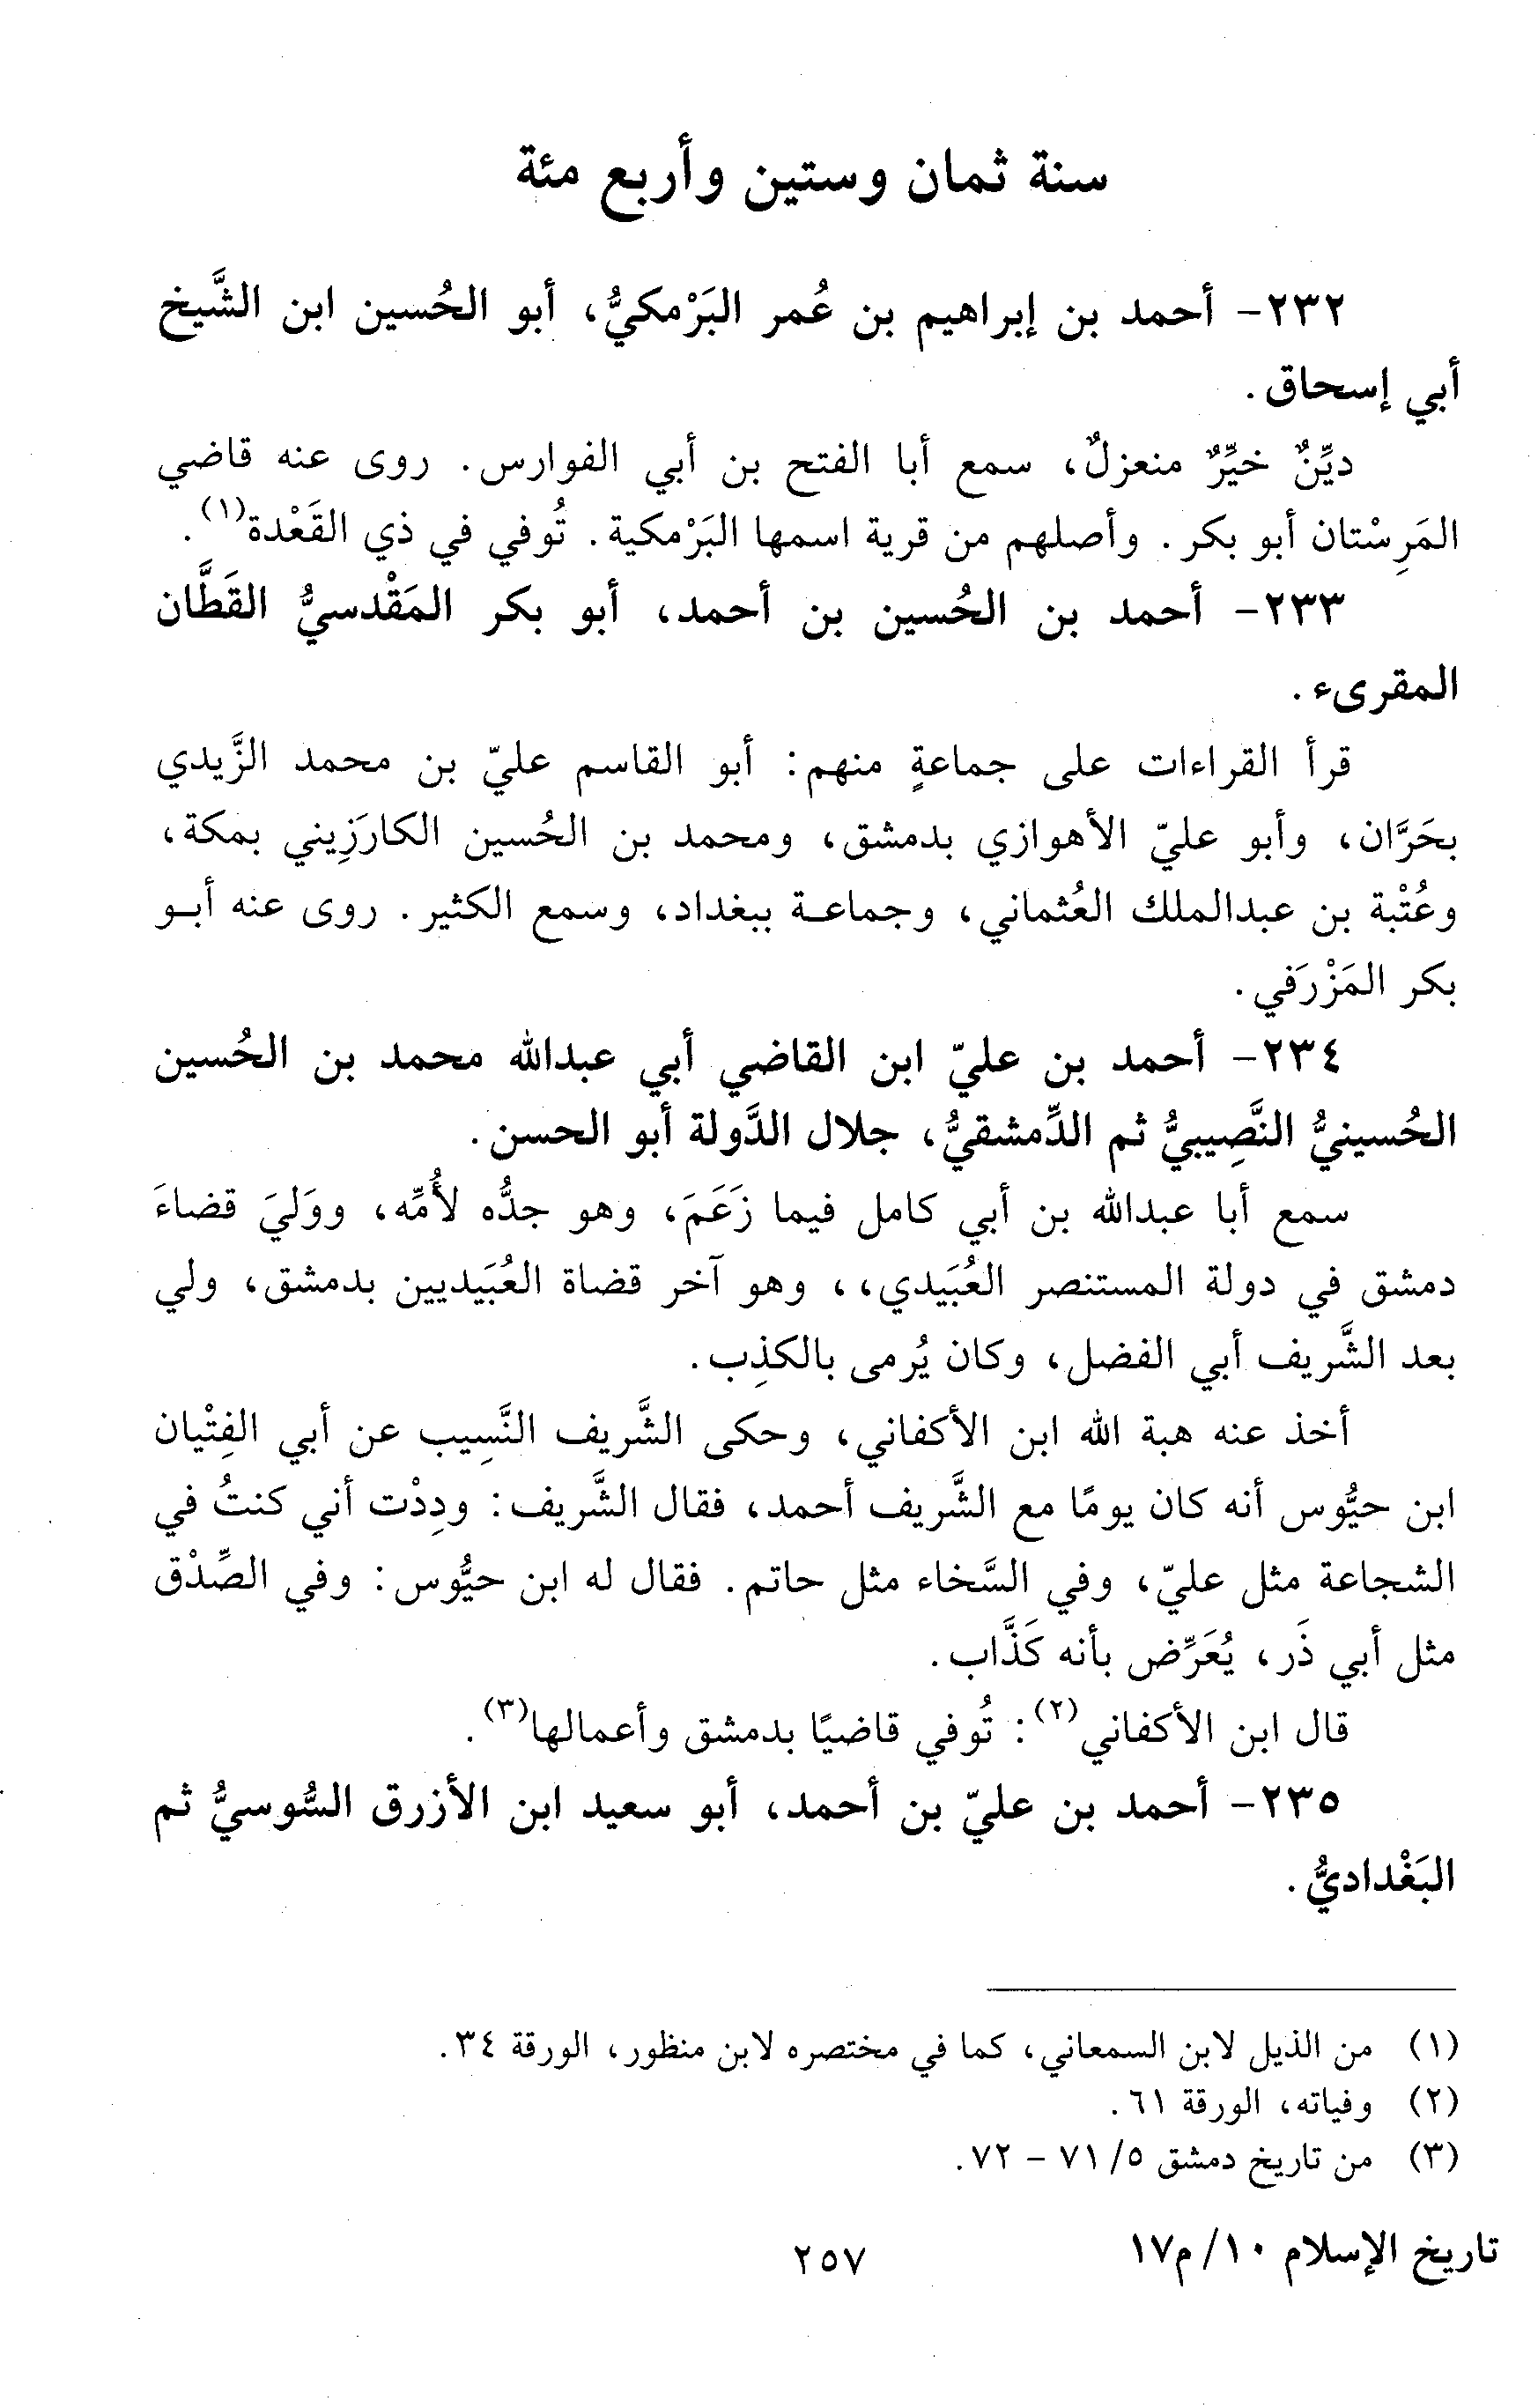 سنة ثمان وستين وأربع مئة
٢٣٢- أحمد بن إبراهيم بن عُمر البَرْمكيُّ، أبو الحُسين ابن الشَّيخ
أبي إسحاق.
ديِّنٌ خيِّرٌ منعزلٌ، سمع أبا الفتح بن أبي الفوارس. روى عنه قاضي
المَرِسْتان أبو بكر. وأصلهم من قرية اسمها البَرْمكية. تُوفي في ذي القَعْدة(١).
٢٣٣- أحمد بن الحُسين بن أحمد، أبو بكر المَقْدسيُّ القَطَّان
المقرىء.
قرأ القراءات على جماعةٍ منهم: أبو القاسم عليّ بن محمد الزَّيدي
بحَرَّان، وأبو عليّ الأهوازي بدمشق، ومحمد بن الحُسين الكارَزِيني بمكة،
وعُتْبة بن عبدالملك العُثماني، وجماعـة ببغداد، وسمع الكثير. روى عنه أبـو
بكر المَزْرَفي.
٢٣٤- أحمد بن عليّ ابن القاضي أبي عبدالله محمد بن الحُسين
الحُسينيُّ النَّصِيبيُّ ثم الدِّمشقيُّ، جلال الدَّولة أبو الحسن.
سمع أبا عبدالله بن أبي كامل فيما زَعَمَ، وهو جدُّه لأُمِّه، ووَليَ قضاءَ
دمشق في دولة المستنصر العُبَيدي،، وهو آخر قضاة العُبَيديين بدمشق، ولي
بعد الشَّريف أبي الفضل، وكان يُرمى بالكذِب.
أخذ عنه هبة الله ابن الأكفاني، وحكى الشَّريف النَّسِيب عن أبي الفِتْيان
ابن حيُّوس أنه كان يومًا مع الشَّريف أحمد، فقال الشَّريف: ودِدْت أني كنتُ في
الشجاعة مثل عليّ، وفي السَّخاء مثل حاتم. فقال له ابن حيُّوس: وفي الصِّدْق
مثل أبي ذَر، يُعَرِّض بأنه كَذَّاب.
قال ابن الأكفاني(٢): تُوفي قاضيًا بدمشق وأعمالها(٣).
٢٣٥- أحمد بن عليّ بن أحمد، أبو سعيد ابن الأزرق السُّوسيُّ ثم
البَغْداديُّ.
(١) من الذيل لابن السمعاني، كما في مختصره لابن منظور، الورقة ٣٤.
(٢) وفياته، الورقة ٦١.
(٣) من تاريخ دمشق ٥/ ٧١ - ٧٢.
تاريخ الإسلام ١٠/ م١٧
٢٥٧